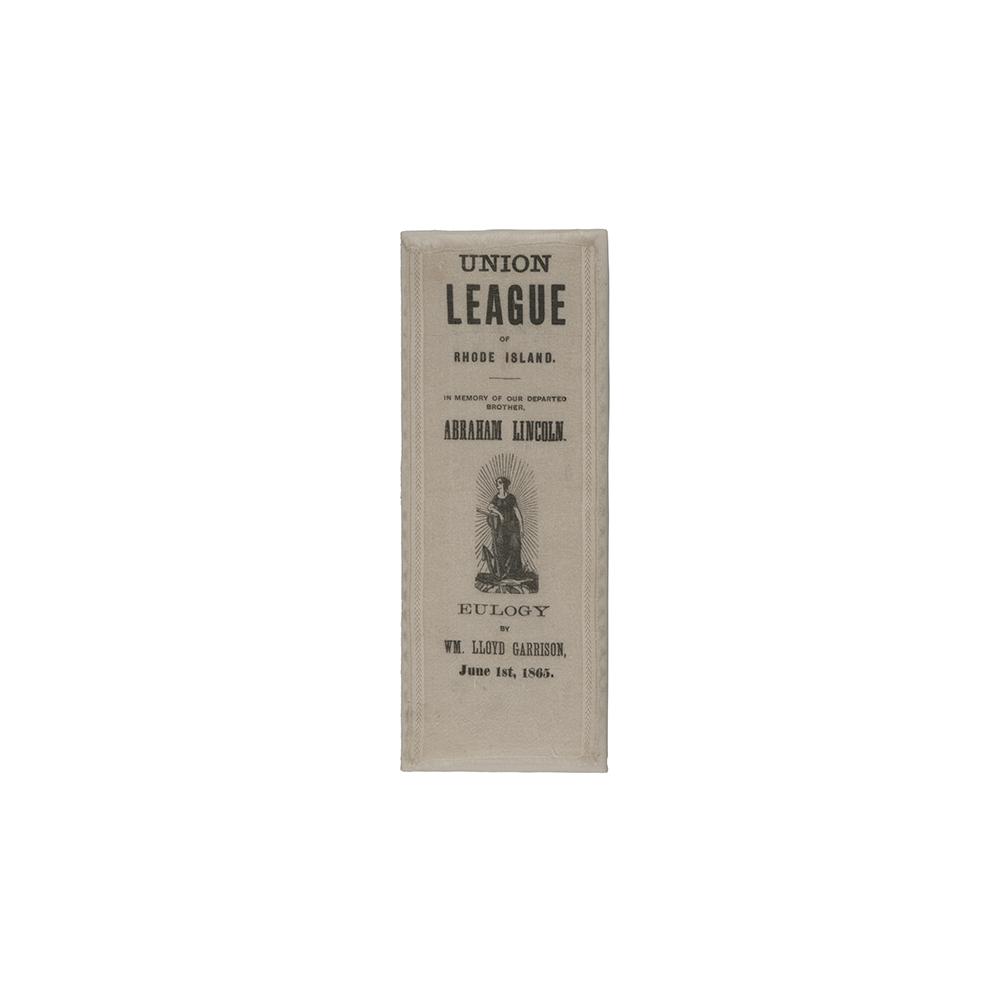 UNION
LEAGUE
OF
RHODE ISLAND.
IN MEMORY OF OUR DEPARTED
BROTHER,
ABRAHAM LINCOLN.
EULOGY
BY
WM. LLOYD GARRISON,
June 1st, 1865.